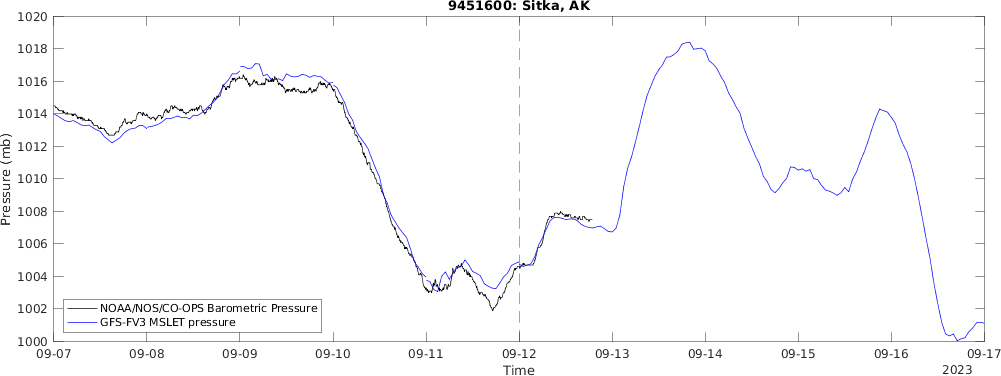 9451600: Sitka, AK
Pressure (mb)
1020
1018
1016
1014
1012
1010
1008
1006
1004
1002
1000
NOAA/NOS/CO-OPS Barometric Pressure
GFS-FV3 MSLET pressure
09-07 09-08 09-09 09-10 09-11 09-12 09-13 09-14 09-15 09-16 09-17
Time
2023